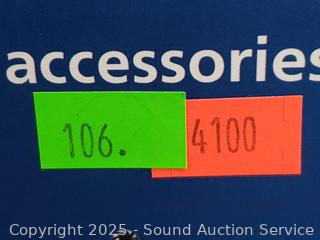 accessories
106. 4100
Copyright 2025 - Sound Auction Service